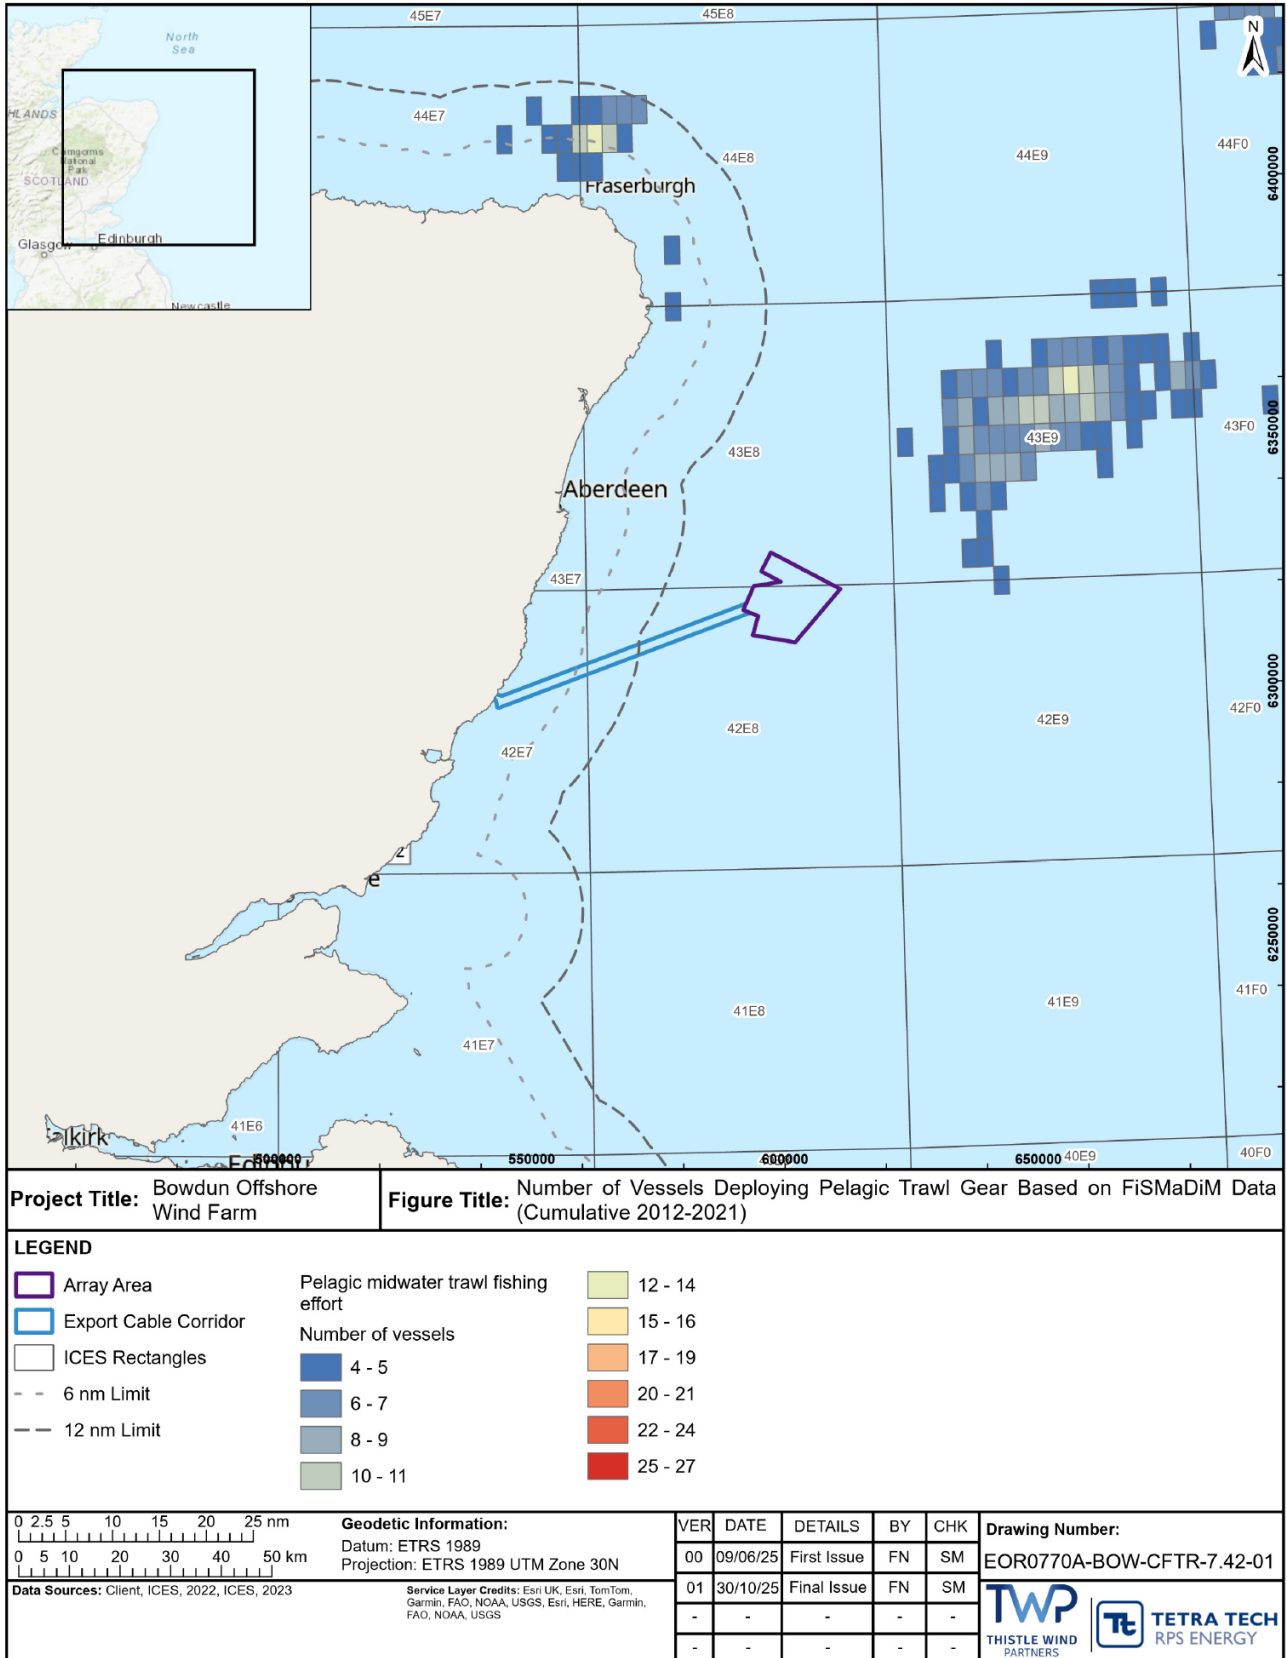 45E7
45E8
North
Sea
HLANDS
Cairngorms
National
Park
SCOTLAND
Glasgow
Edinburgh
Newcastle
N
44E7
44E8
44E9
44F0
6400000
Fraserburgh
43E8
43E9
43F0
6350000
Aberdeen
43E7
42E7
42E8
42E9
42F0
6300000
2
e
6250000
41E7
41E8
41E9
41F0
41E6
lkirk
500000
550000
600000
650000
40E9
40F0
Project Title: Bowdun Offshore
Wind Farm
Figure Title: Number of Vessels Deploying Pelagic Trawl Gear Based on FiSMaDiM Data
(Cumulative 2012-2021)
LEGEND
Array Area
Export Cable Corridor
ICES Rectangles
6 nm Limit
12 nm Limit
Pelagic midwater trawl fishing
effort
Number of vessels
4 - 5
6 - 7
8 - 9
10 - 11
12 - 14
15 - 16
17 - 19
20 - 21
22 - 24
25 - 27
0 2.5 5 10 15 20 25 nm
0 5 10 20 30 40 50 km
Geodetic Information:
Datum: ETRS 1989
Projection: ETRS 1989 UTM Zone 30N
Data Sources: Client, ICES, 2022, ICES, 2023
Service Layer Credits: Esri UK, Esri, TomTom,
Garmin, FAO, NOAA, USGS, Esri, HERE, Garmin,
FAO, NOAA, USGS
VER DATE DETAILS BY CHK
00 09/06/25 First Issue FN SM
01 30/10/25 Final Issue FN SM
- - - - -
- - - - -
Drawing Number:
EOR0770A-BOW-CFTR-7.42-01
TWP
THISTLE WIND
PARTNERS
Tt
TETRA TECH
RPS ENERGY